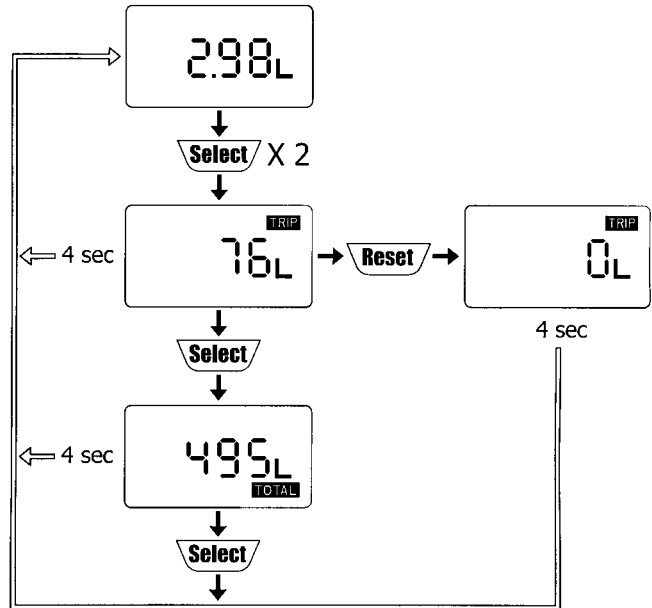 2.98L
Select X 2
TRIP
TRIP
4 sec
76L
Reset
0L
4 sec
Select
4 sec
495L
TOTAL
Select